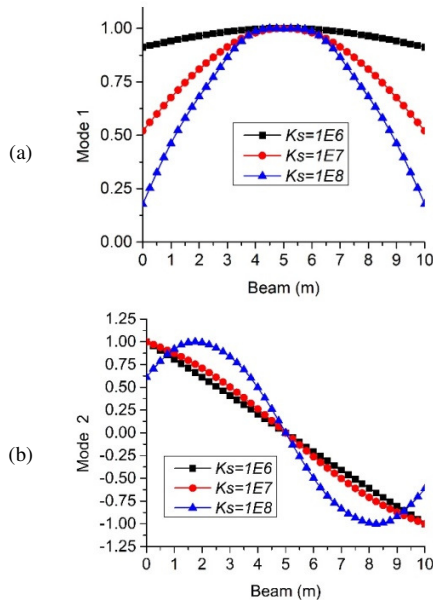 (a)
Mode 1
1.00
0.75
0.50
0.25
0.00
Ks=1E6
Ks=1E7
Ks=1E8
0 1 2 3 4 5 6 7 8 9 10
Beam (m)
(b)
Mode 2
1.25
1.00
0.75
0.50
0.25
0.00
-0.25
-0.50
-0.75
-1.00
-1.25
Ks=1E6
Ks=1E7
Ks=1E8
0 1 2 3 4 5 6 7 8 9 10
Beam (m)